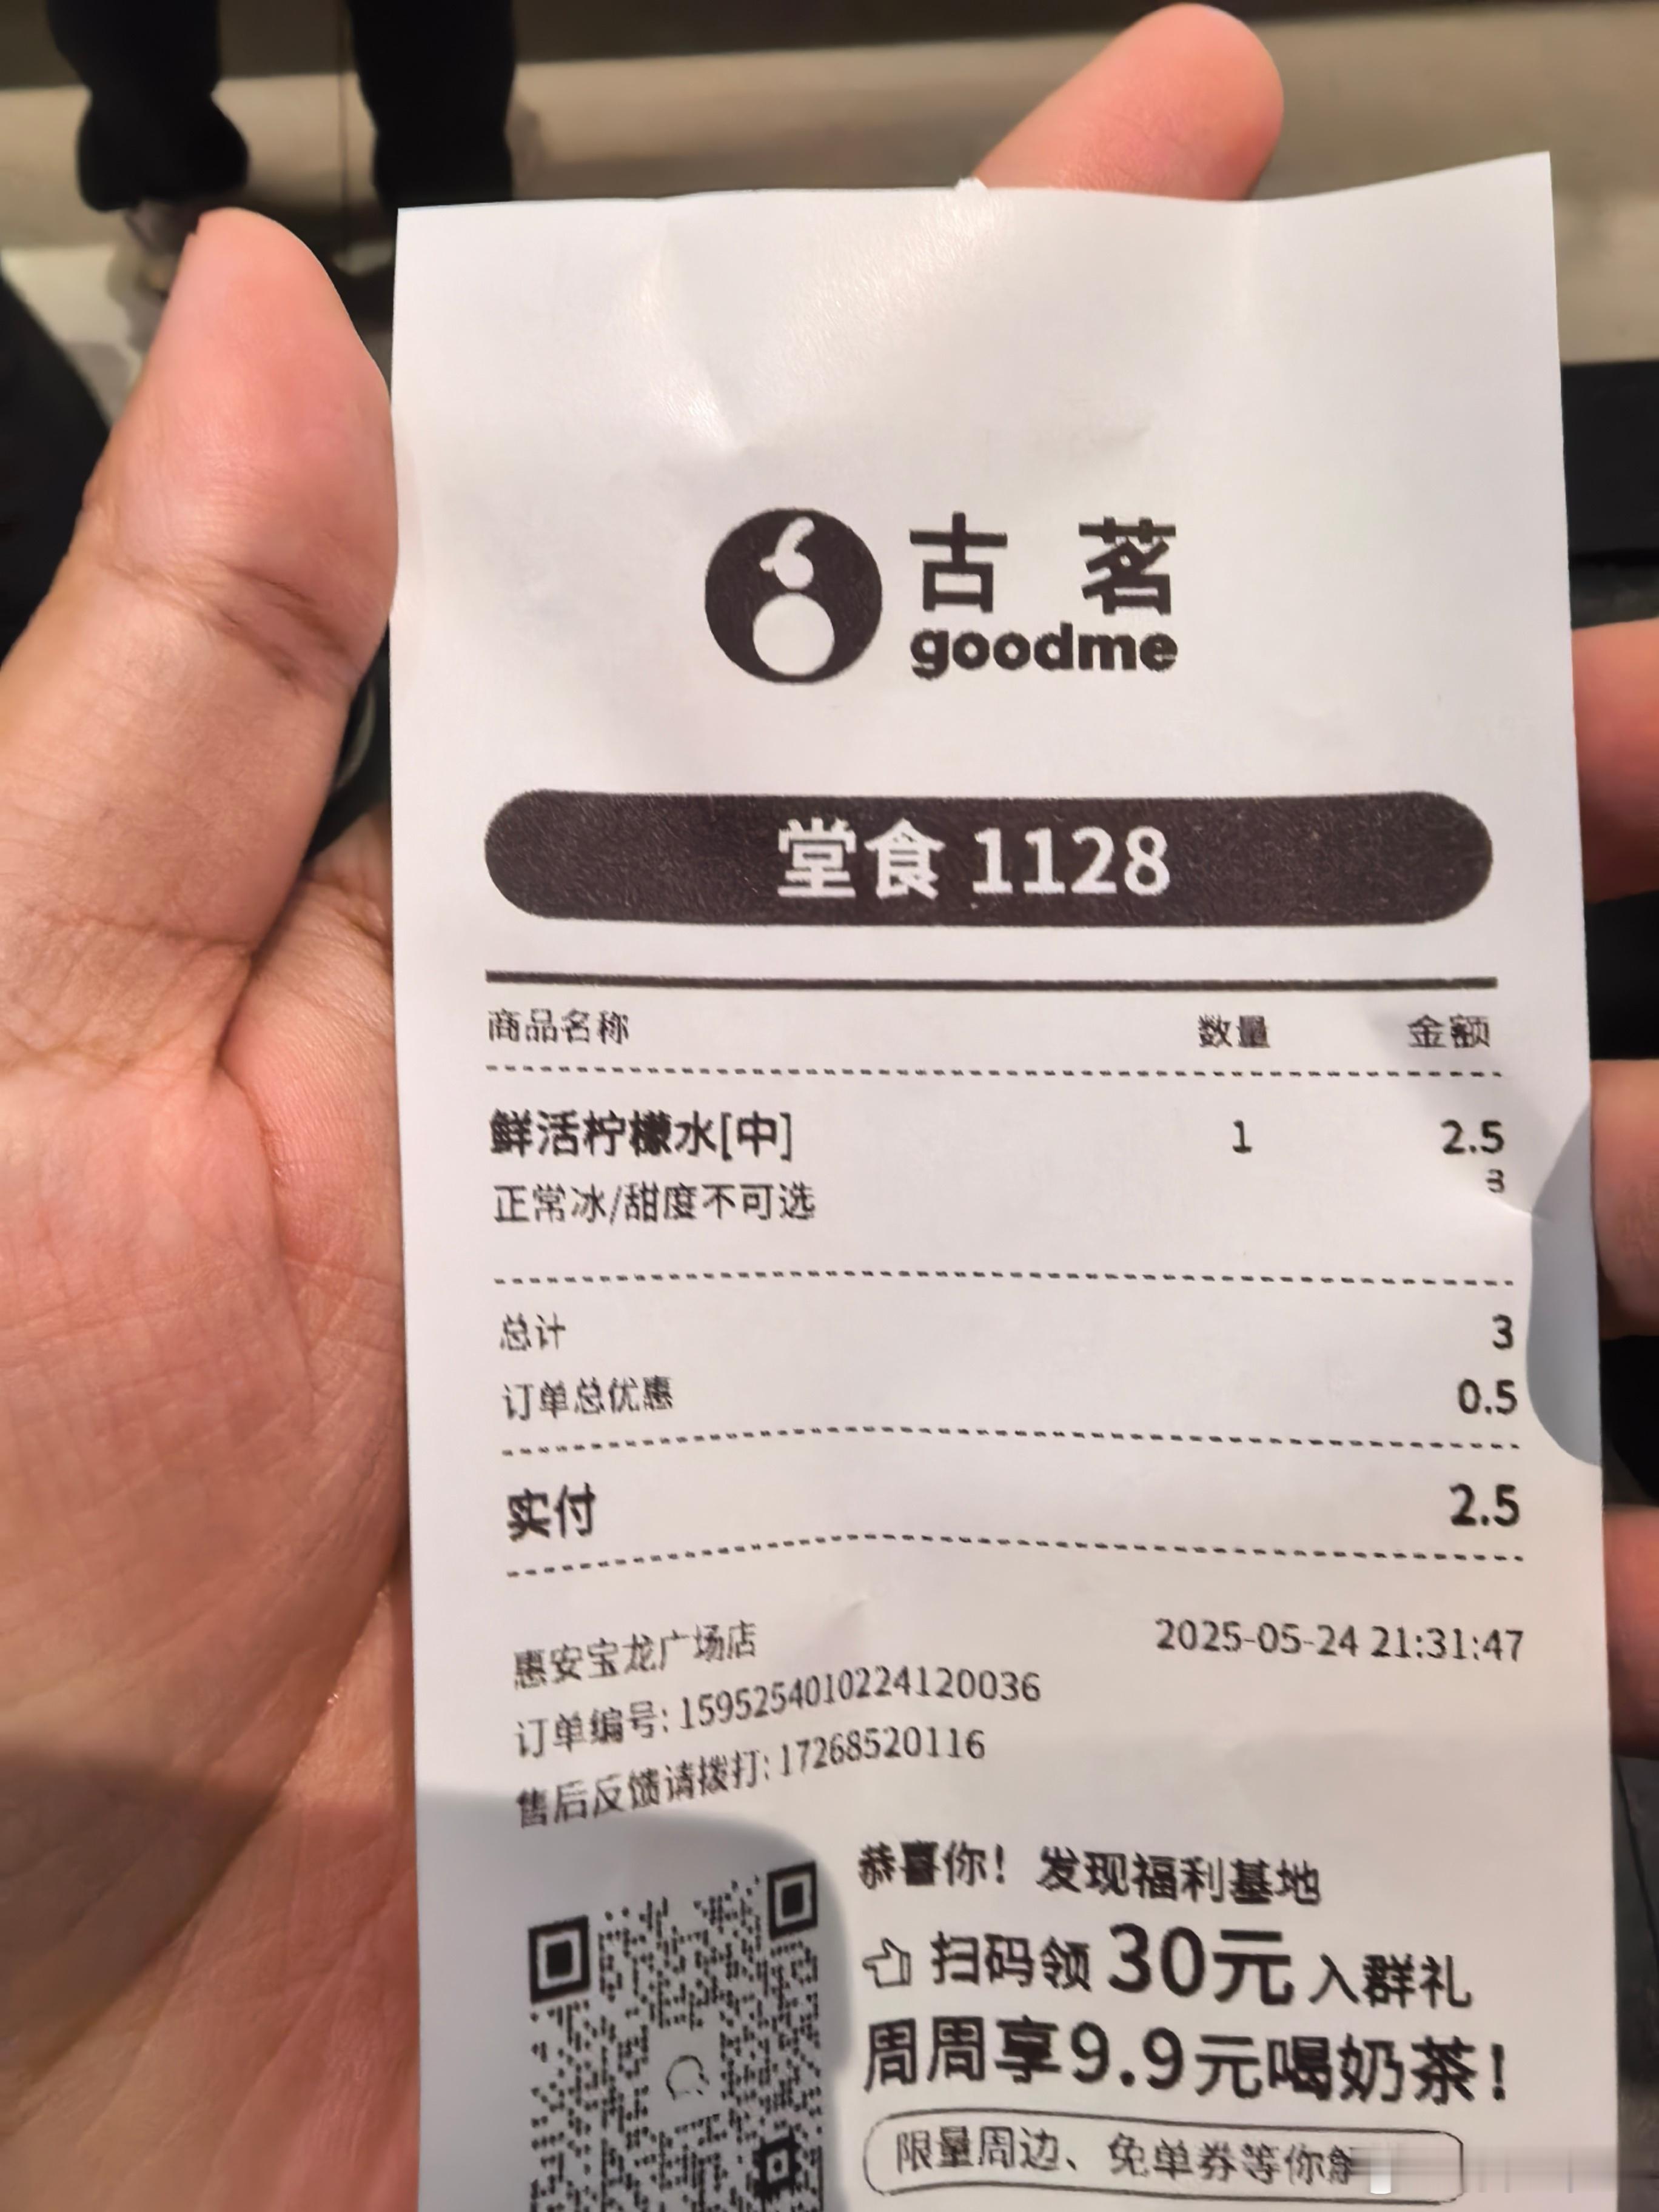 古茗
goodme
堂食 1128
商品名称 数量 金额
鲜活柠檬水[中] 1 2.5
正常冰/甜度不可选 3
总计 3
订单总优惠 0.5
实付 2.5
惠安宝龙广场店 2025-05-24 21:31:47
订单编号: 1595254010224120036
售后反馈请拨打: 17268520116
恭喜你! 发现福利基地
扫码领 30元 入群礼
周周享9.9元喝奶茶!
限量周边、免单券等你